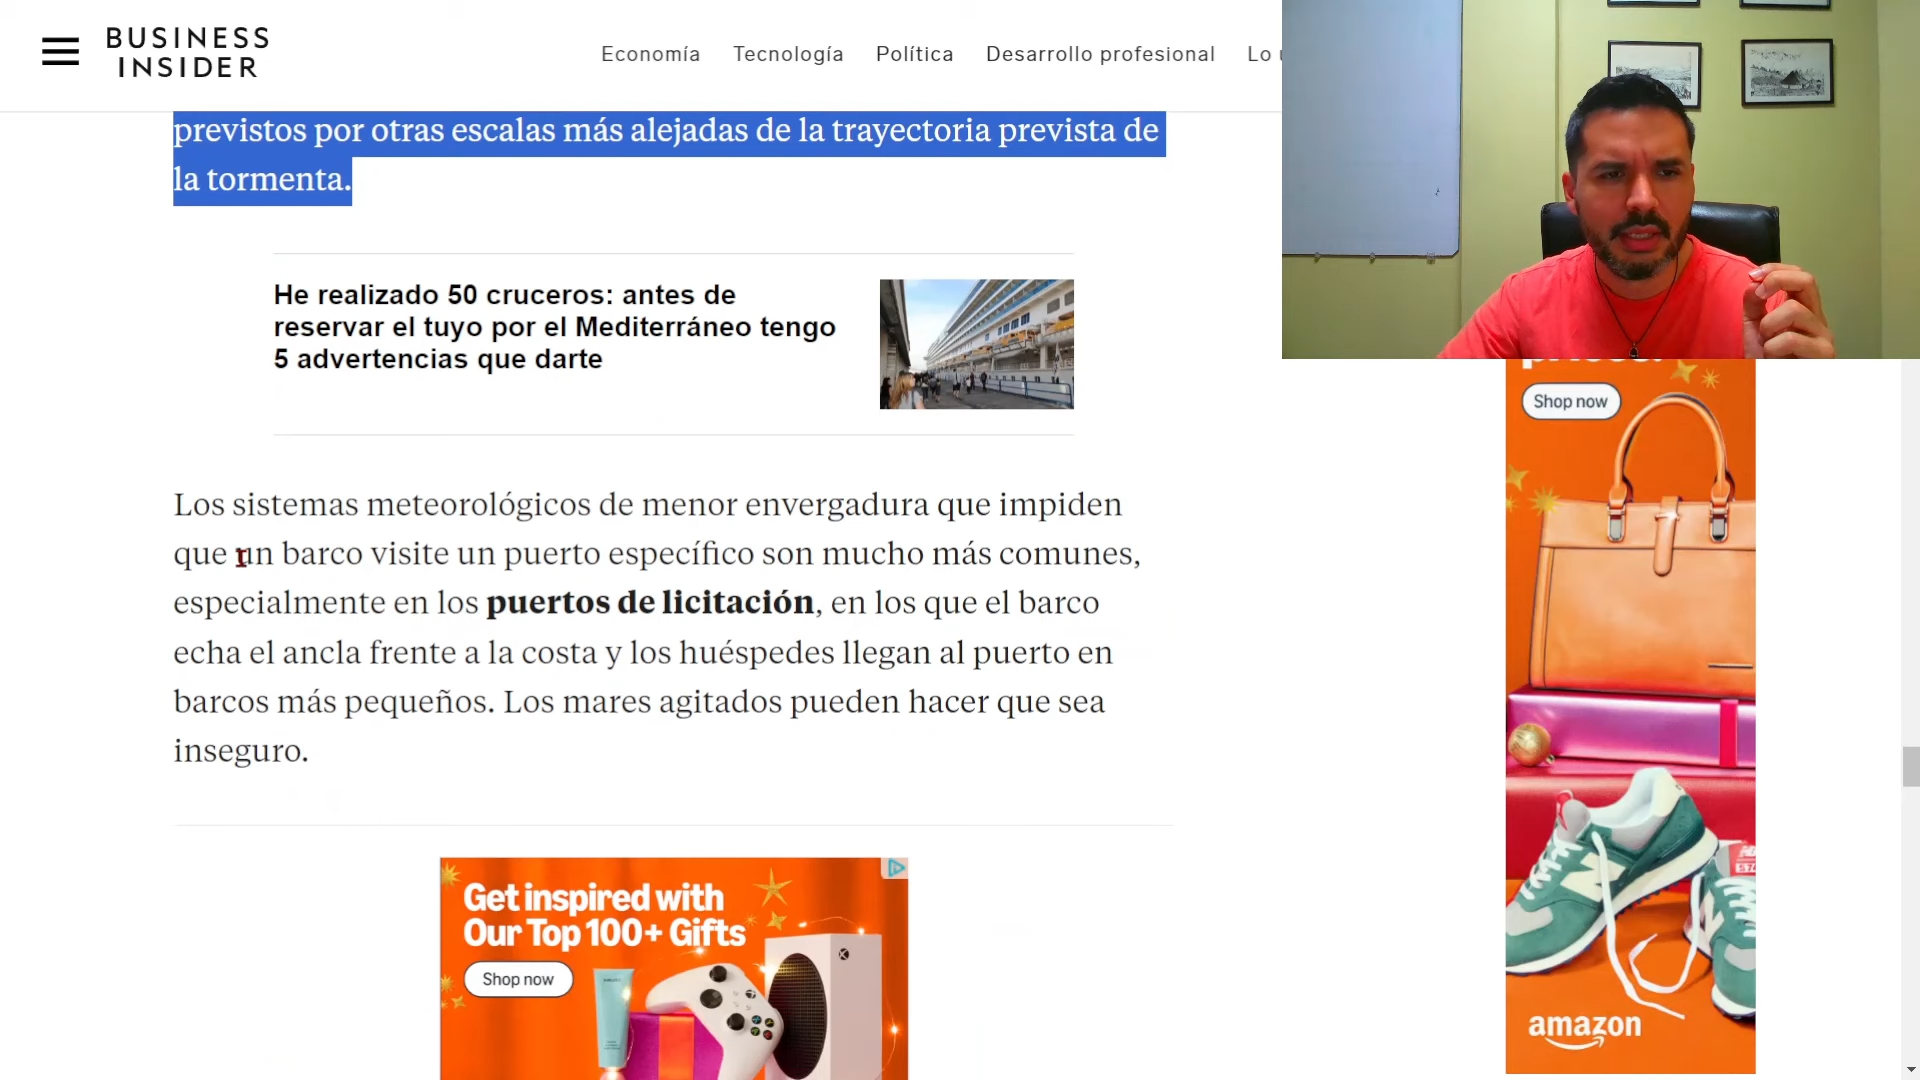 BUSINESS
INSIDER
Economía Tecnología Política Desarrollo profesional Lo
previstos por otras escalas más alejadas de la trayectoria prevista de
la tormenta.
He realizado 50 cruceros: antes de
reservar el tuyo por el Mediterráneo tengo
5 advertencias que darte
Los sistemas meteorológicos de menor envergadura que impiden
que un barco visite un puerto específico son mucho más comunes,
especialmente en los puertos de licitación, en los que el barco
echa el ancla frente a la costa y los huéspedes llegan al puerto en
barcos más pequeños. Los mares agitados pueden hacer que sea
inseguro.
Get inspired with
Our Top 100+ Gifts
Shop now
Shop now
amazon